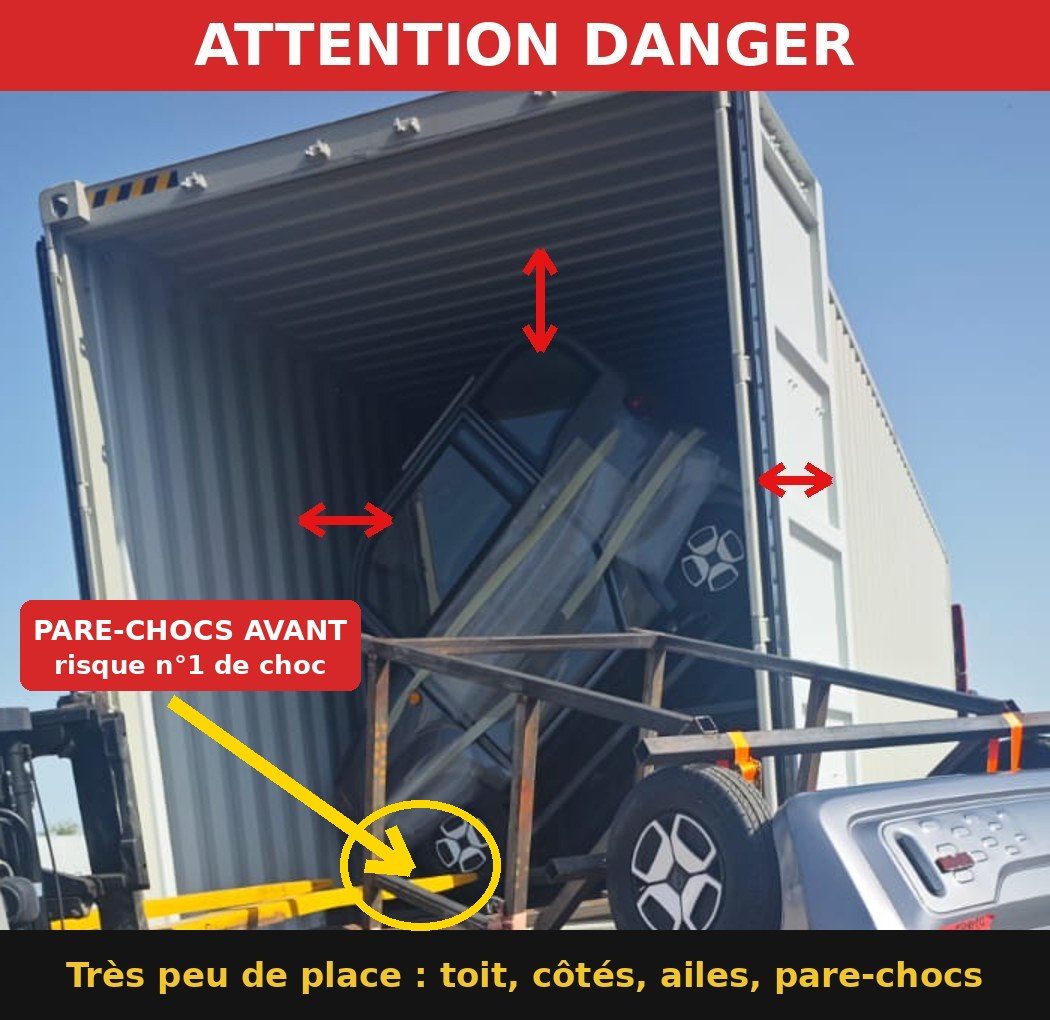 ATTENTION DANGER
PARE-CHOCS AVANT
risque n°1 de choc
Très peu de place : toit, côtés, ailes, pare-chocs